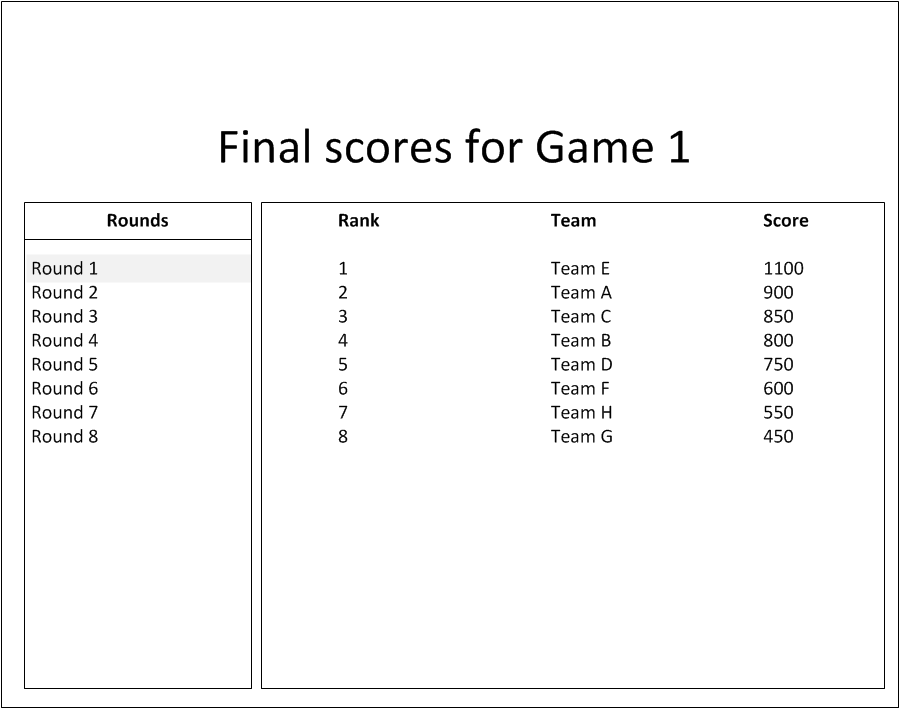 Final scores for Game 1
Rounds
Round 1
Round 2
Round 3
Round 4
Round 5
Round 6
Round 7
Round 8
Rank Team Score
1 Team E 1100
2 Team A 900
3 Team C 850
4 Team B 800
5 Team D 750
6 Team F 600
7 Team H 550
8 Team G 450